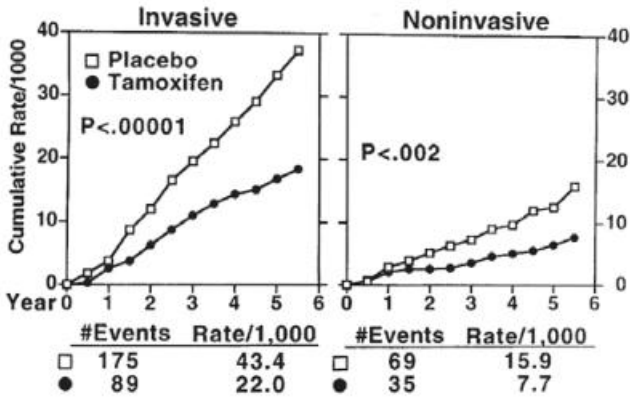 Invasive
Noninvasive
Cumulative Rate/1000
40
30
20
10
0
Placebo
Tamoxifen
P<.00001
P<.002
40
30
20
10
0
Year 0 1 2 3 4 5 6
0 1 2 3 4 5 6
#Events Rate/1,000
175 43.4
89 22.0
#Events Rate/1,000
69 15.9
35 7.7